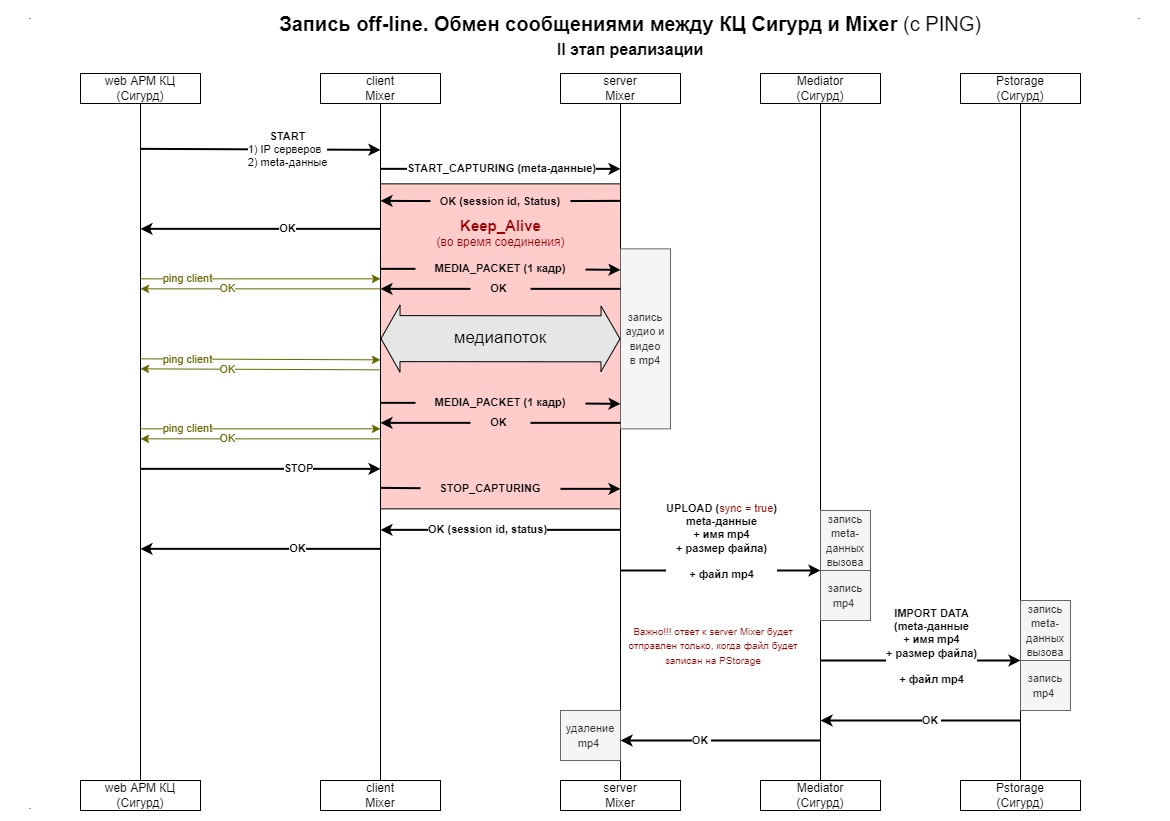 Запись off-line. Обмен сообщениями между КЦ Сигурд и Mixer (с PING)
II этап реализации
web АРМ КЦ
(Сигурд)
client
Mixer
server
Mixer
Mediator
(Сигурд)
Pstorage
(Сигурд)
START
1) IP серверов
2) meta-данные
START_CAPTURING (meta-данные)
OK (session id, Status)
OK
Keep_Alive
(во время соединения)
MEDIA_PACKET (1 кадр)
ping client
OK
OK
запись
аудио и
видео
в mp4
медиапоток
ping client
OK
MEDIA_PACKET (1 кадр)
OK
ping client
OK
STOP
STOP_CAPTURING
OK (session id, status)
OK
UPLOAD (sync = true)
meta-данные
+ имя mp4
+ размер файла)
+ файл mp4
запись
meta-
данных
вызова
запись
mp4
Важно!!! ответ к server Mixer будет
отправлен только, когда файл будет
записан на PStorage
IMPORT DATA
(meta-данные
+ имя mp4
+ размер файла)
+ файл mp4
запись
meta-
данных
вызова
запись
mp4
OK
удаление
mp4
OK
web АРМ КЦ
(Сигурд)
client
Mixer
server
Mixer
Mediator
(Сигурд)
Pstorage
(Сигурд)